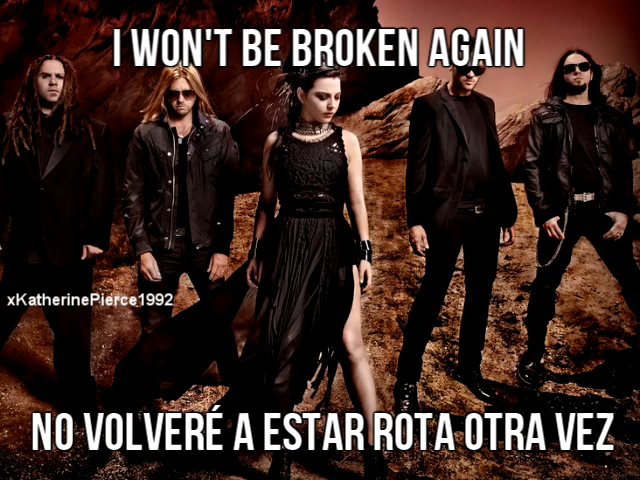 I WON'T BE BROKEN AGAIN
xKatherinePierce1992
NO VOLVERÉ A ESTAR ROTA OTRA VEZ